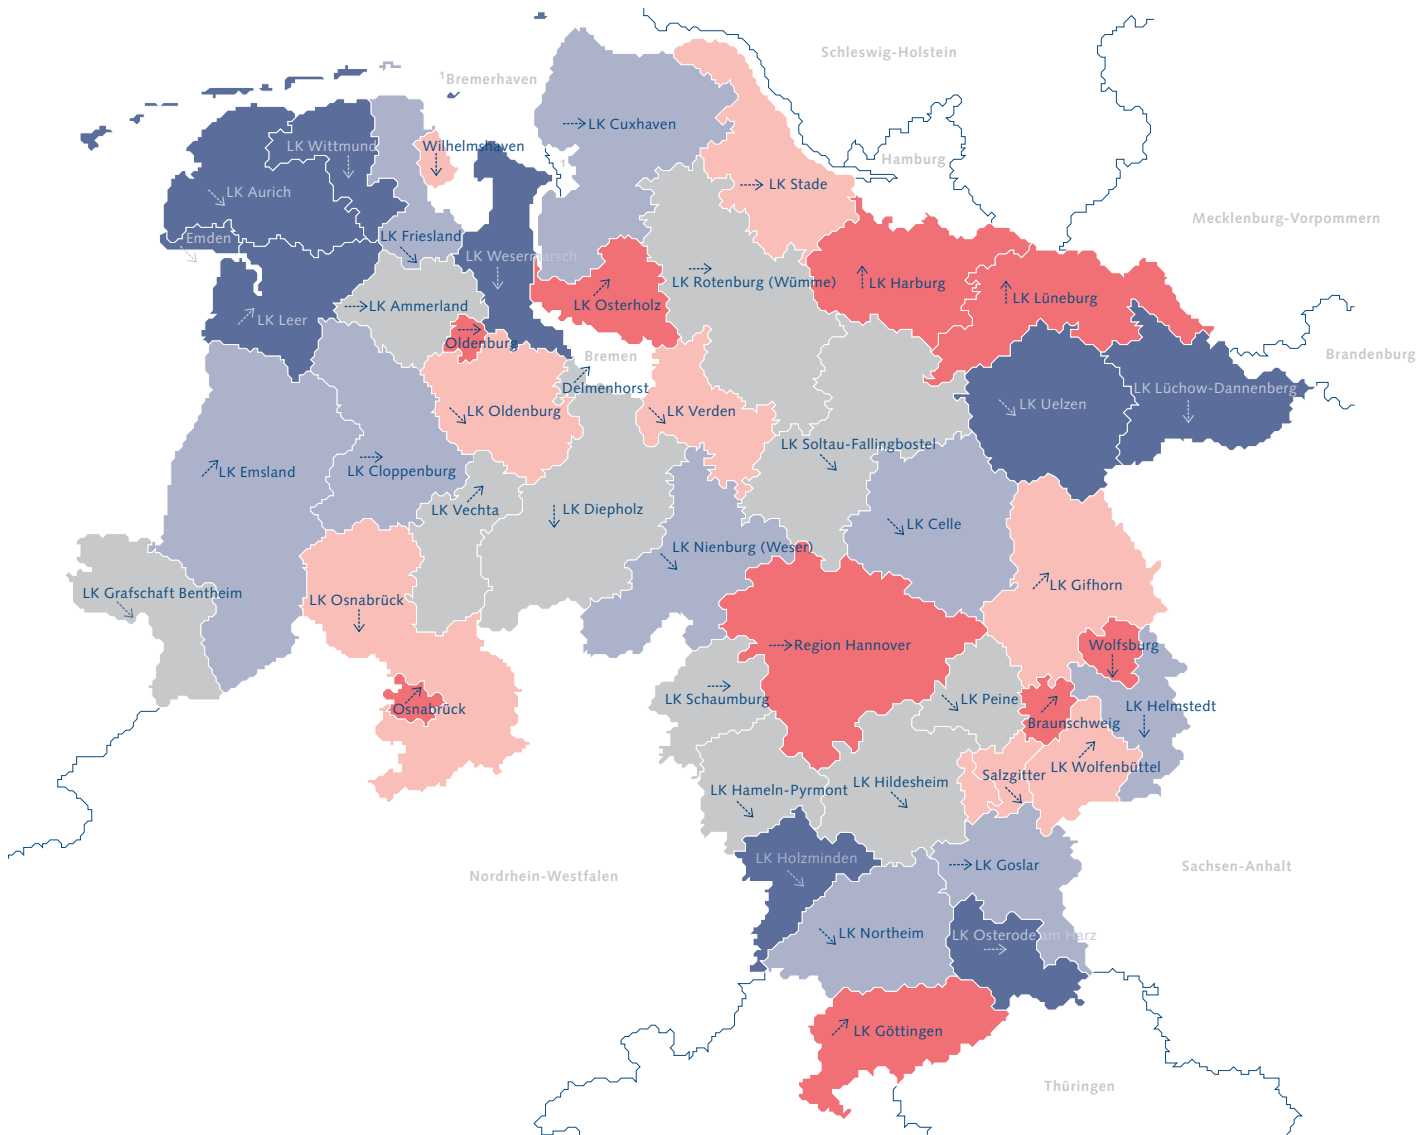 Schleswig-Holstein
¹Bremerhaven
LK Cuxhaven
LK Wittmund
Wilhelmshaven
1
Hamburg
LK Stade
LK Aurich
Mecklenburg-Vorpommern
Emden
LK Friesland
LK Wesermarsch
LK Rotenburg (Wümme)
LK Harburg
LK Lüneburg
LK Ammerland
LK Osterholz
LK Leer
Oldenburg
Bremen
Brandenburg
Delmenhorst
LK Lüchow-Dannenberg
LK Uelzen
LK Oldenburg
LK Verden
LK Soltau-Fallingbostel
LK Emsland
LK Cloppenburg
LK Vechta
LK Diepholz
LK Celle
LK Nienburg (Weser)
LK Gifhorn
LK Grafschaft Bentheim
LK Osnabrück
Region Hannover
Wolfsburg
LK Schaumburg
LK Peine
LK Helmstedt
Osnabrück
Braunschweig
LK Wolfenbüttel
Salzgitter
LK Hildesheim
LK Hameln-Pyrmont
LK Holzminden
LK Goslar
Sachsen-Anhalt
Nordrhein-Westfalen
LK Northeim
LK Osterode am Harz
LK Göttingen
Thüringen